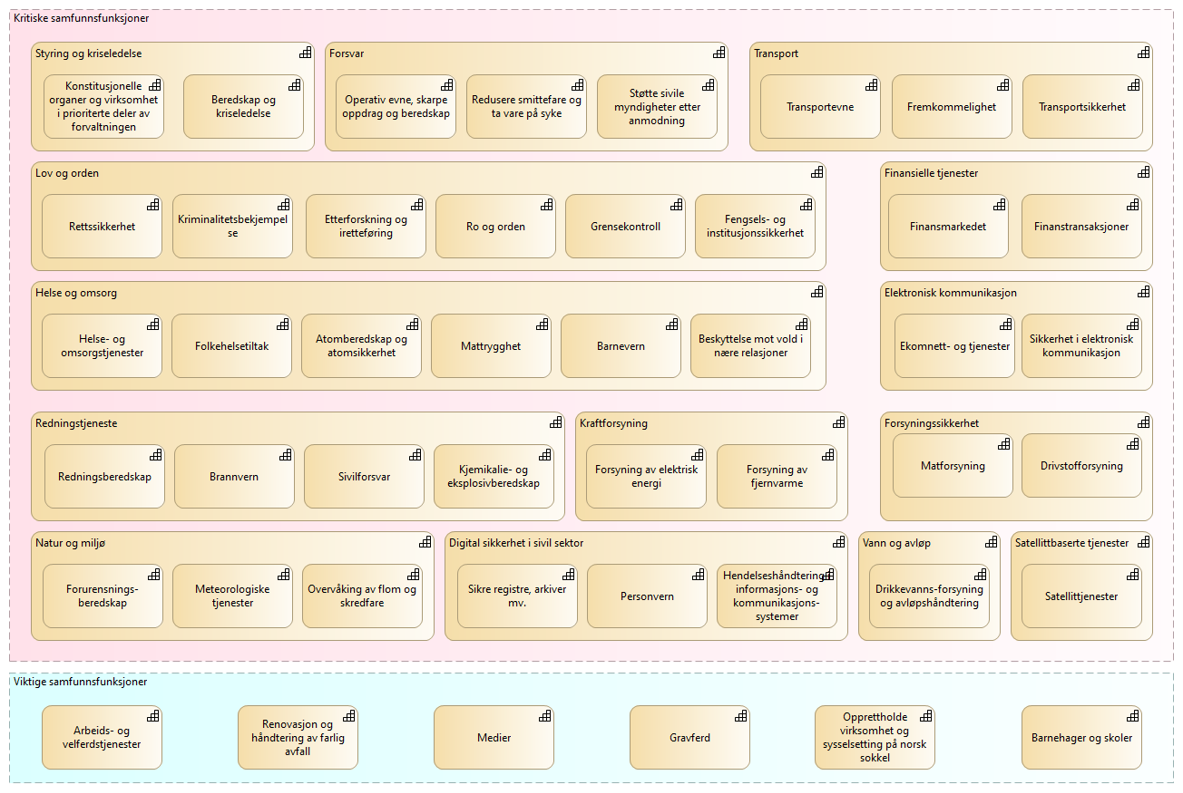 Kritiske samfunnsfunksjoner
Styring og kriseledelse
Konstitusjonelle
organer og virksomhet
i prioriterte deler av
forvaltningen
Beredskap og
kriseledelse
Forsvar
Operativ evne, skarpe
oppdrag og beredskap
Redusere smittefare og
ta vare på syke
Støtte sivile
myndigheter etter
anmodning
Transport
Transportevne
Fremkommelighet
Transportsikkerhet
Lov og orden
Rettssikkerhet
Kriminalitetsbekjempel
se
Etterforskning og
iretteføring
Ro og orden
Grensekontroll
Fengsels- og
institusjonssikkerhet
Finansielle tjenester
Finansmarkedet
Finanstransaksjoner
Helse og omsorg
Helse- og
omsorgstjenester
Folkehelsetiltak
Atomberedskap og
atomsikkerhet
Mattrygghet
Barnevern
Beskyttelse mot vold i
nære relasjoner
Elektronisk kommunikasjon
Ekomnett- og tjenester
Sikkerhet i elektronisk
kommunikasjon
Redningstjeneste
Redningsberedskap
Brannvern
Sivilforsvar
Kjemikalie- og
eksplosivberedskap
Kraftforsyning
Forsyning av elektrisk
energi
Forsyning av
fjernvarme
Forsyningssikkerhet
Matforsyning
Drivstofforsyning
Natur og miljø
Forurensnings-
beredskap
Meteorologiske
tjenester
Overvåking av flom og
skredfare
Digital sikkerhet i sivil sektor
Sikre registre, arkiver
mv.
Personvern
Hendelseshåndtering
informasjons- og
kommunikasjons-
systemer
Vann og avløp
Drikkevanns-forsyning
og avløpshåndtering
Satellittbaserte tjenester
Satellittjenester
Viktige samfunnsfunksjoner
Arbeids- og
velferdstjenester
Renovasjon og
håndtering av farlig
avfall
Medier
Gravferd
Opprettholde
virksomhet og
sysselsetting på norsk
sokkel
Barnehager og skoler